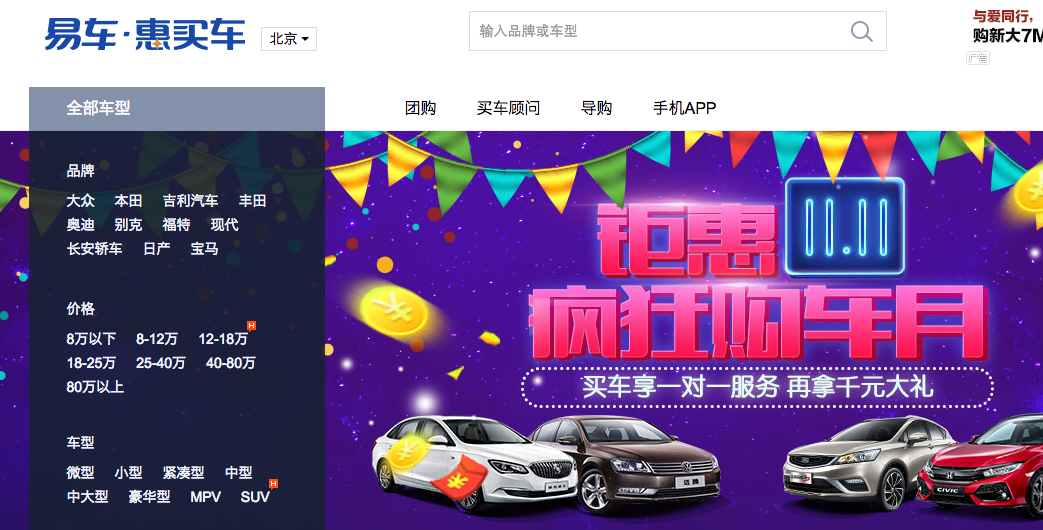 易车·惠买车
北京
输入品牌或车型
与爱同行,
购新大7M
广告
全部车型
团购 买车顾问 导购 手机APP
品牌
大众 本田 吉利汽车 丰田
奥迪 别克 福特 现代
长安轿车 日产 宝马
价格
8万以下 8-12万 12-18万 H
18-25万 25-40万 40-80万
80万以上
车型
微型 小型 紧凑型 中型
中大型 豪华型 MPV SUV H
钜惠 11.11
疯狂购车月
买车享一对一服务 再拿千元大礼
迈腾
CIVIC